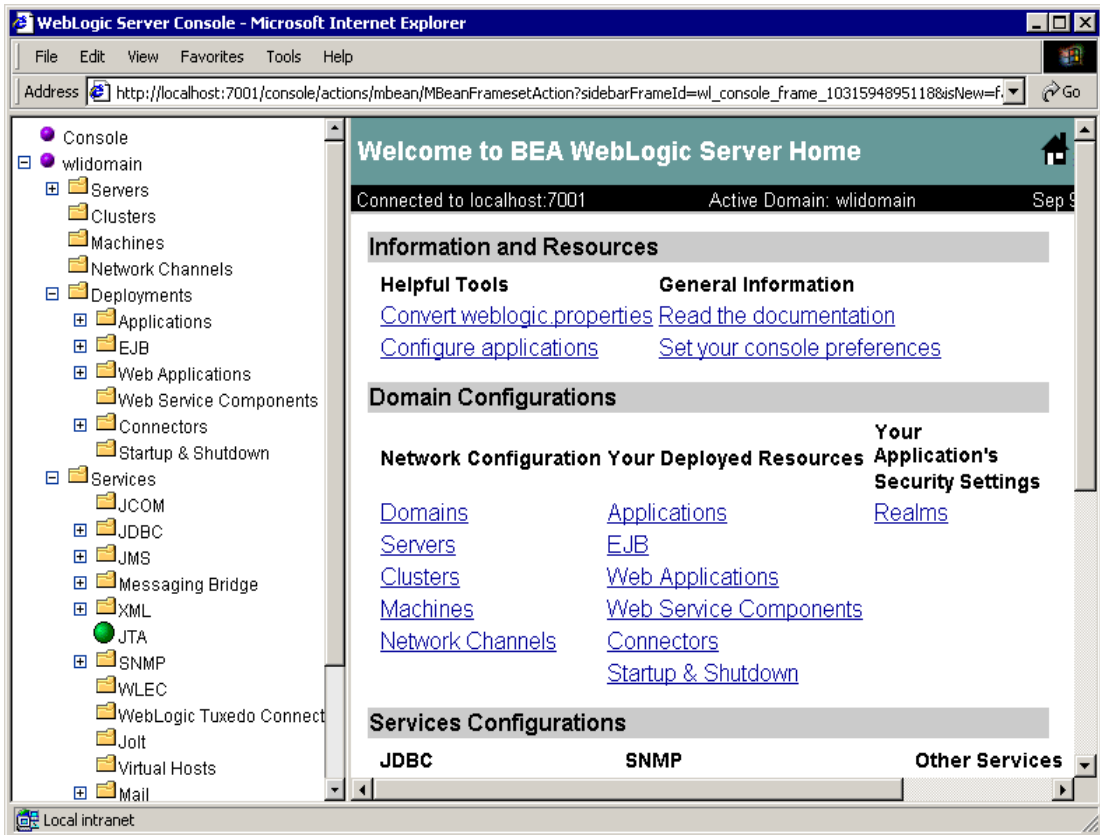 WebLogic Server Console - Microsoft Internet Explorer
File Edit View Favorites Tools Help
Address http://localhost:7001/console/actions/mbean/MBeanFramesetAction?sidebarFrameId=wl_console_frame_1031594895118&isNew=f Go
Console
wlidomain
Servers
Clusters
Machines
Network Channels
Deployments
Applications
EJB
Web Applications
Web Service Components
Connectors
Startup & Shutdown
Services
JCOM
JDBC
JMS
Messaging Bridge
XML
JTA
SNMP
WLEC
WebLogic Tuxedo Connect
Jolt
Virtual Hosts
Mail
Welcome to BEA WebLogic Server Home
Connected to localhost:7001 Active Domain: wlidomain Sep 9
Information and Resources
Helpful Tools General Information
Convert weblogic properties Read the documentation
Configure applications Set your console preferences
Domain Configurations
Network Configuration Your Deployed Resources Your Application's Security Settings
Domains Applications Realms
Servers EJB
Clusters Web Applications
Machines Web Service Components
Network Channels Connectors
Startup & Shutdown
Services Configurations
JDBC SNMP Other Services
Local intranet